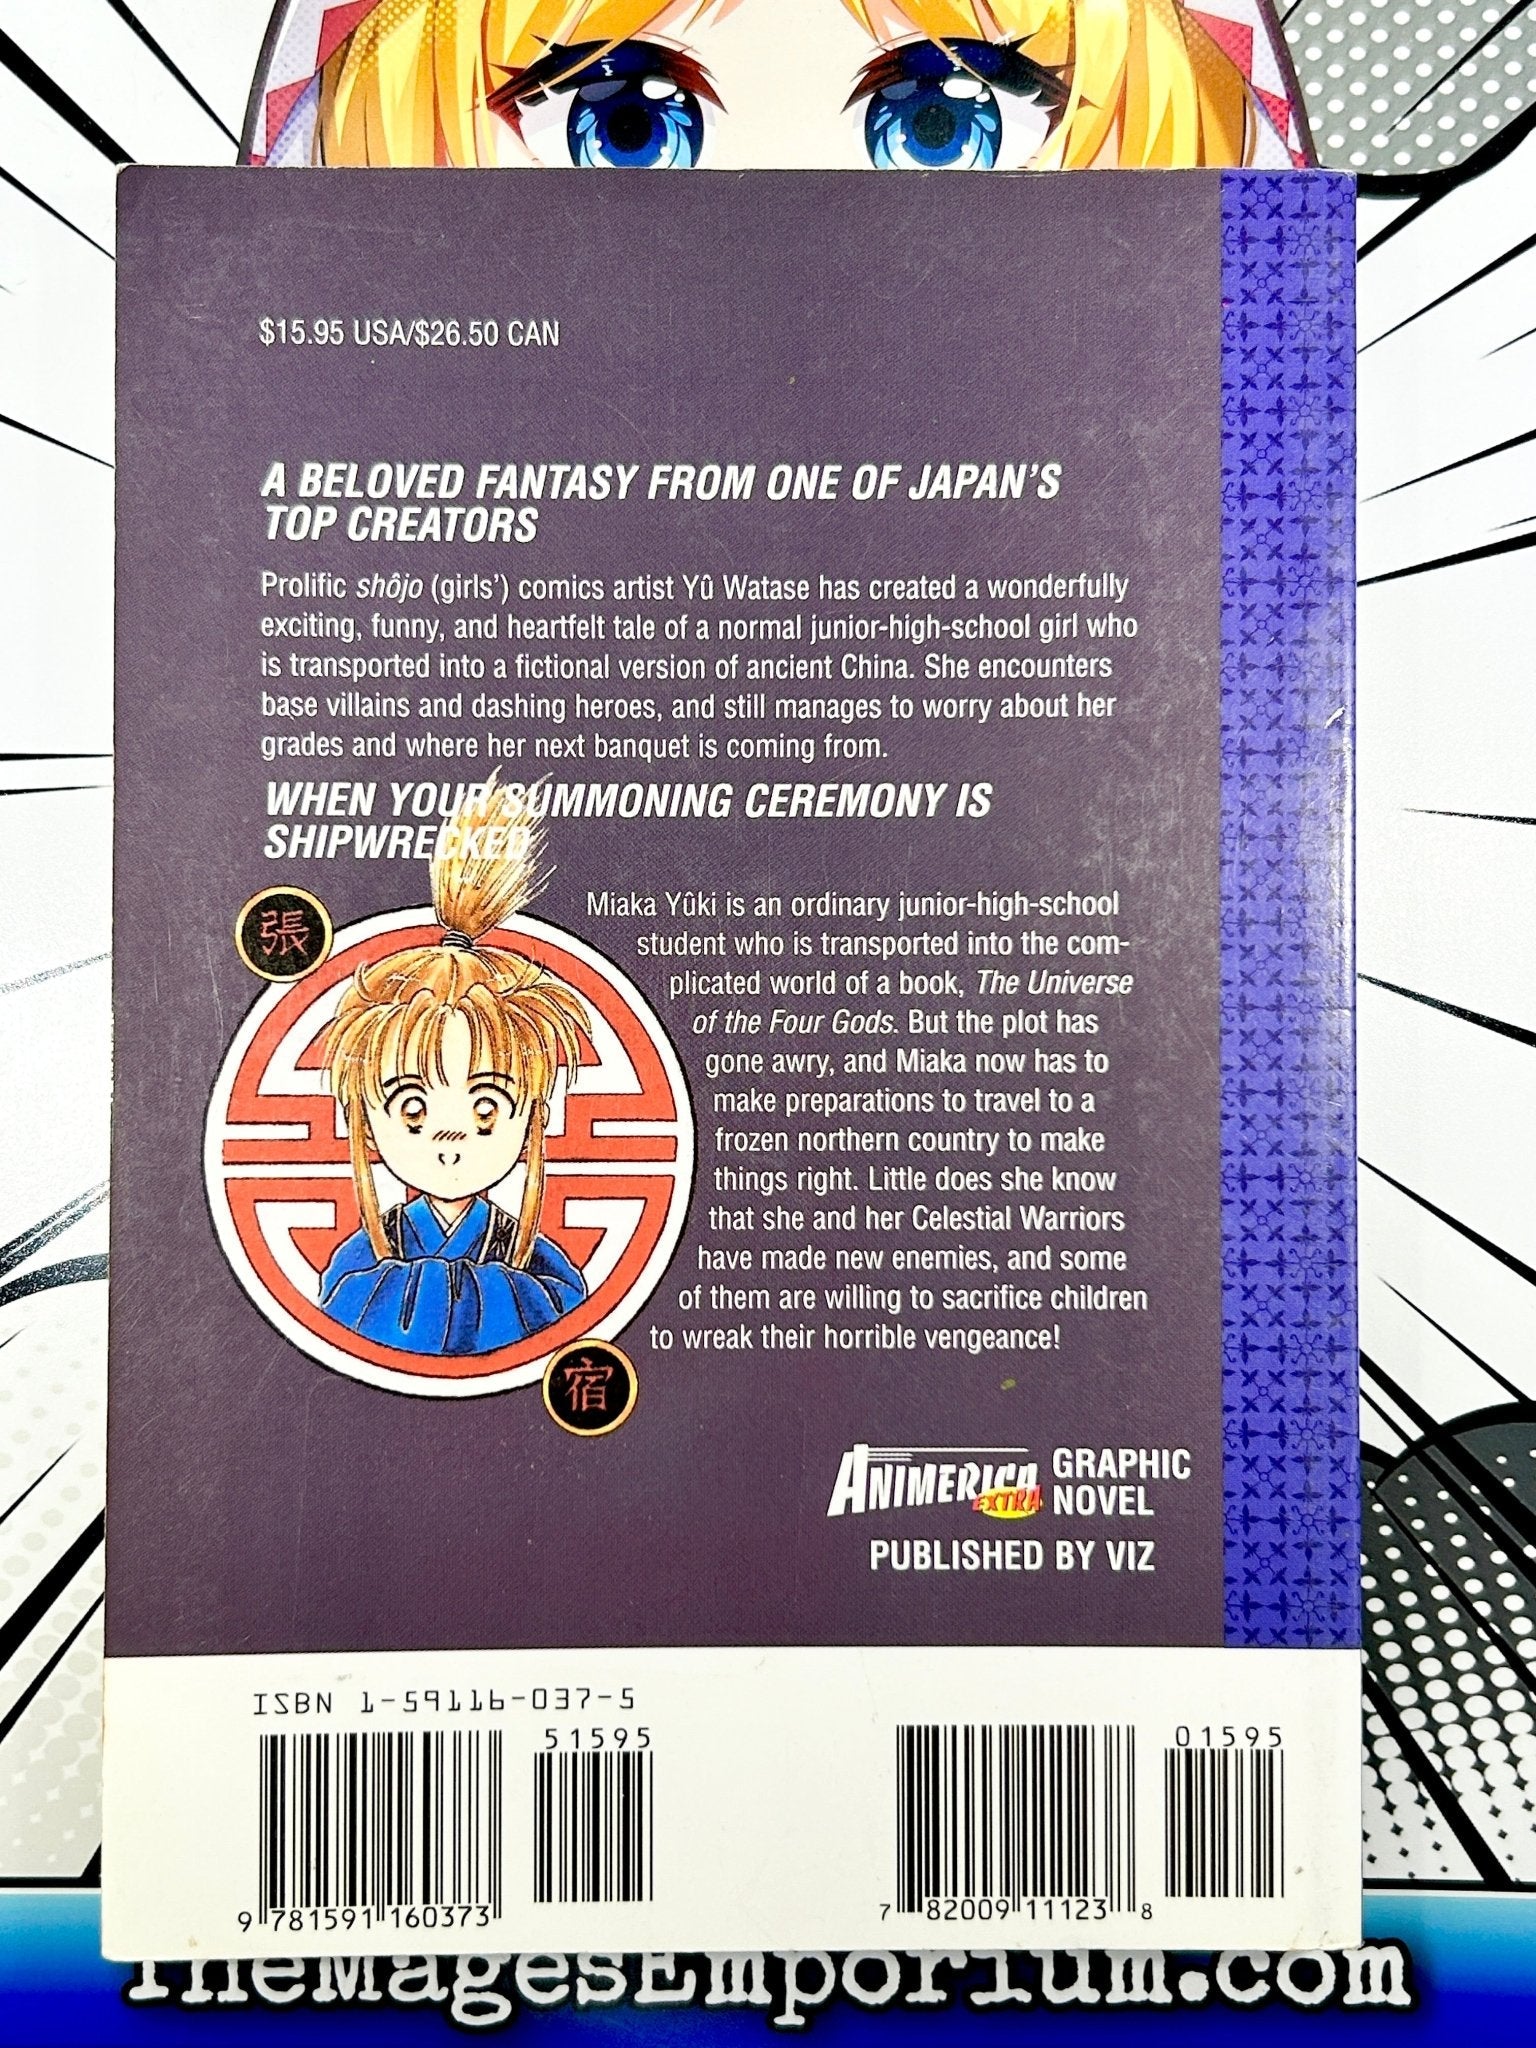 $15.95 USA/$26.50 CAN
A BELOVED FANTASY FROM ONE OF JAPAN'S
TOP CREATORS
Prolific shôjo (girls') comics artist Yû Watase has created a wonderfully
exciting, funny, and heartfelt tale of a normal junior-high-school girl who
is transported into a fictional version of ancient China. She encounters
base villains and dashing heroes, and still manages to worry about her
grades and where her next banquet is coming from.
WHEN YOUR SUMMONING CEREMONY IS
SHIPWRECKED
張
Miaka Yûki is an ordinary junior-high-school
student who is transported into the com-
plicated world of a book, The Universe
of the Four Gods. But the plot has
gone awry, and Miaka now has to
make preparations to travel to a
frozen northern country to make
things right. Little does she know
that she and her Celestial Warriors
have made new enemies, and some
of them are willing to sacrifice children
to wreak their horrible vengeance!
宿
ANIMERICA EXTRA
GRAPHIC
NOVEL
PUBLISHED BY VIZ
ISBN 1-59116-037-5
51595
01595
9 781591 160373
7 82009 11123 8
TheMagesEmporium.com